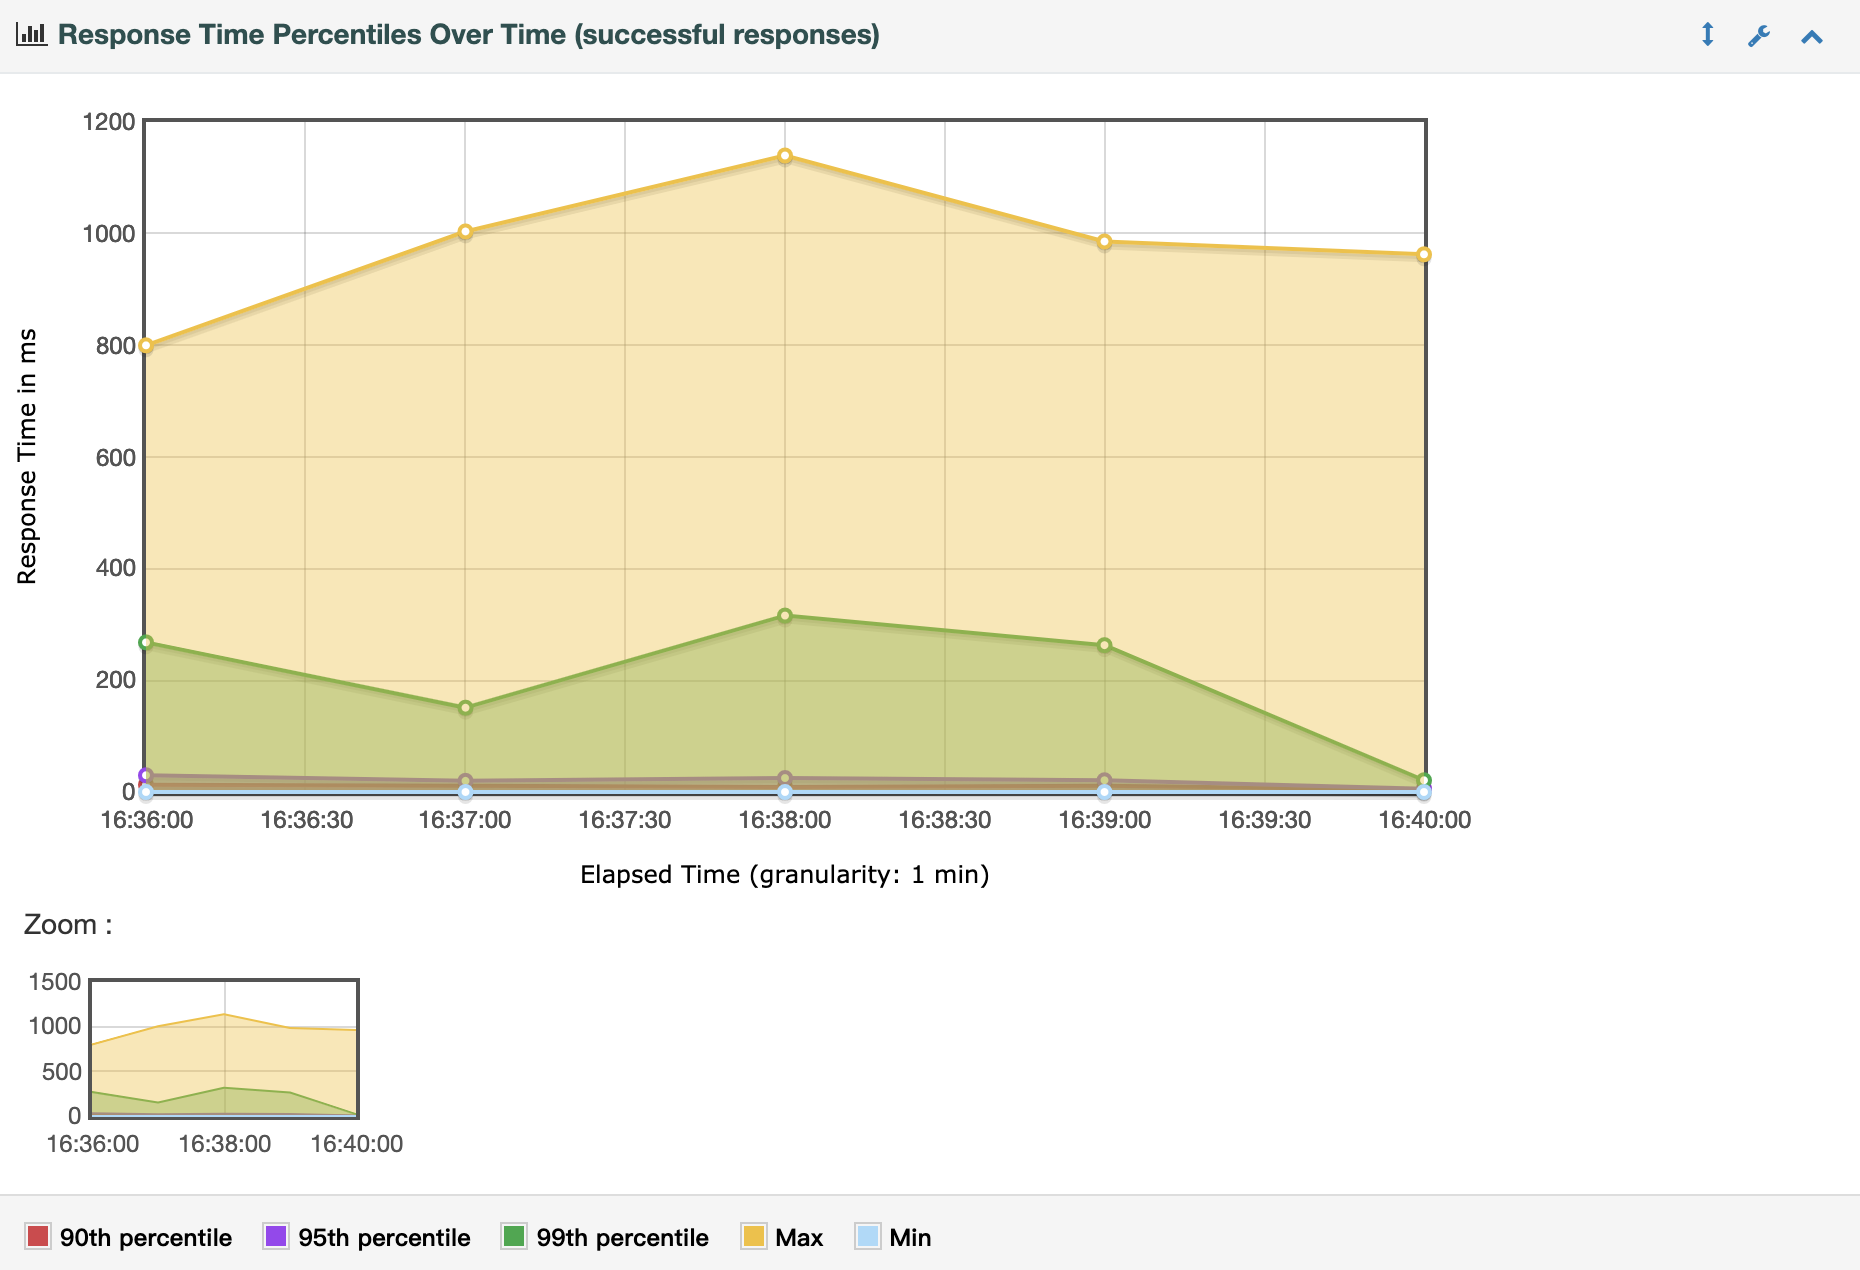 Response Time Percentiles Over Time (successful responses)
1200
1000
800
600
400
200
0
Response Time in ms
16:36:00 16:36:30 16:37:00 16:37:30 16:38:00 16:38:30 16:39:00 16:39:30 16:40:00
Elapsed Time (granularity: 1 min)
Zoom :
1500
1000
500
0
16:36:00 16:38:00 16:40:00
90th percentile 95th percentile 99th percentile Max Min